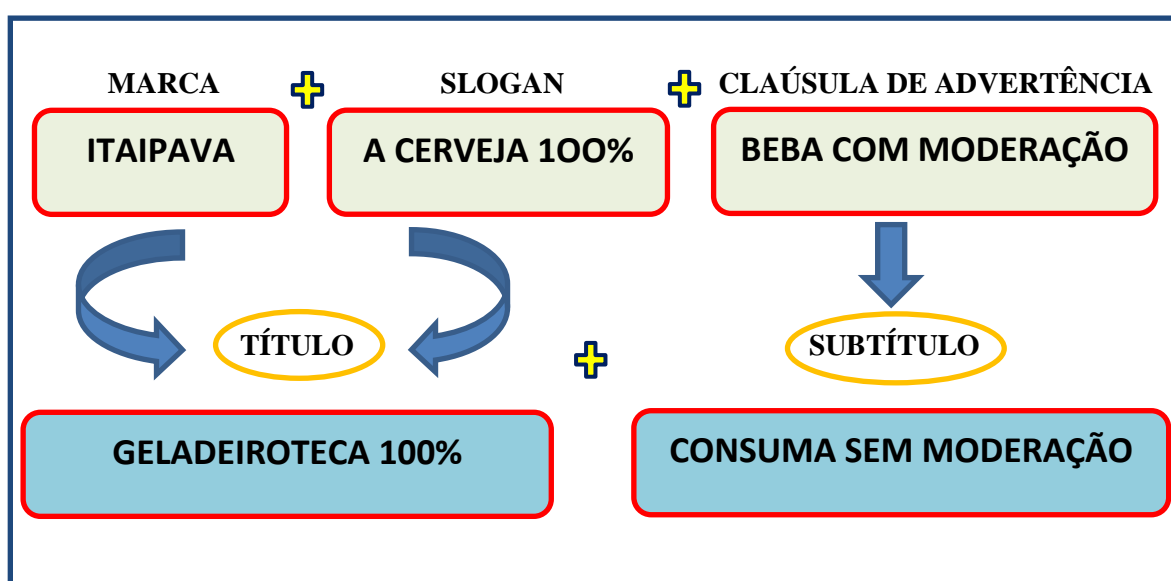 MARCA
SLOGAN
CLAÚSULA DE ADVERTÊNCIA
ITAIPAVA
A CERVEJA 1OO%
BEBA COM MODERAÇÃO
TÍTULO
SUBTÍTULO
GELADEIROTECA 100%
CONSUMA SEM MODERAÇÃO